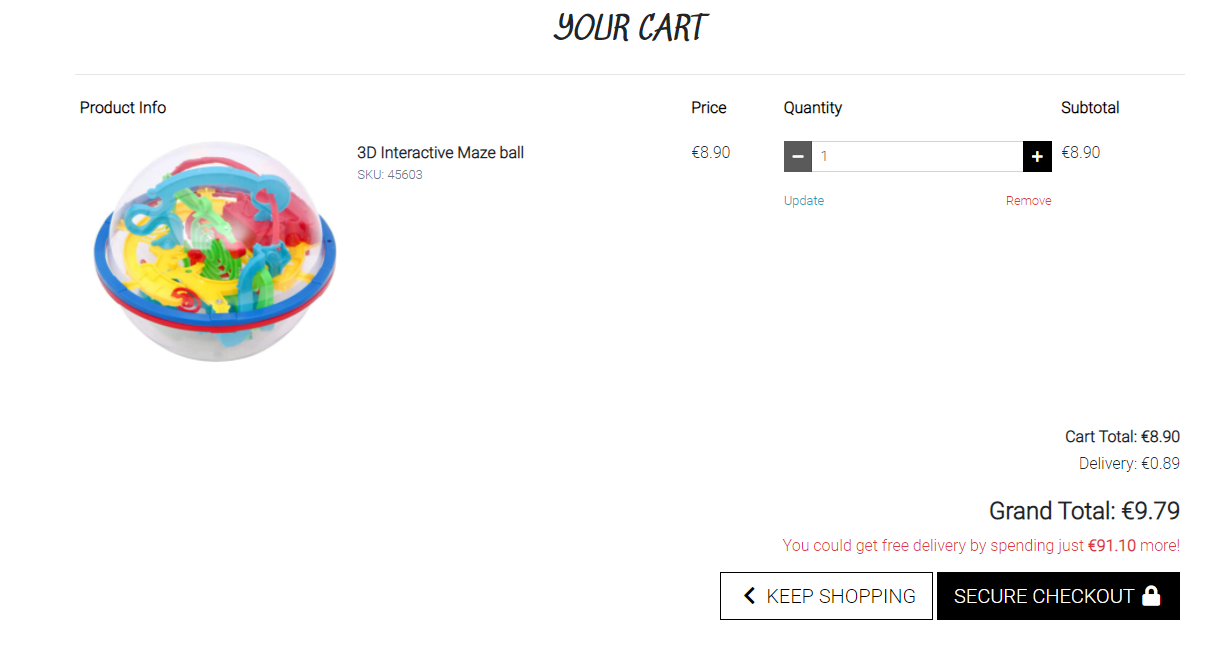 YOUR CART
Product Info Price Quantity Subtotal
3D Interactive Maze ball €8.90 1 €8.90
SKU: 45603
Update Remove
Cart Total: €8.90
Delivery: €0.89
Grand Total: €9.79
You could get free delivery by spending just €91.10 more!
KEEP SHOPPING SECURE CHECKOUT